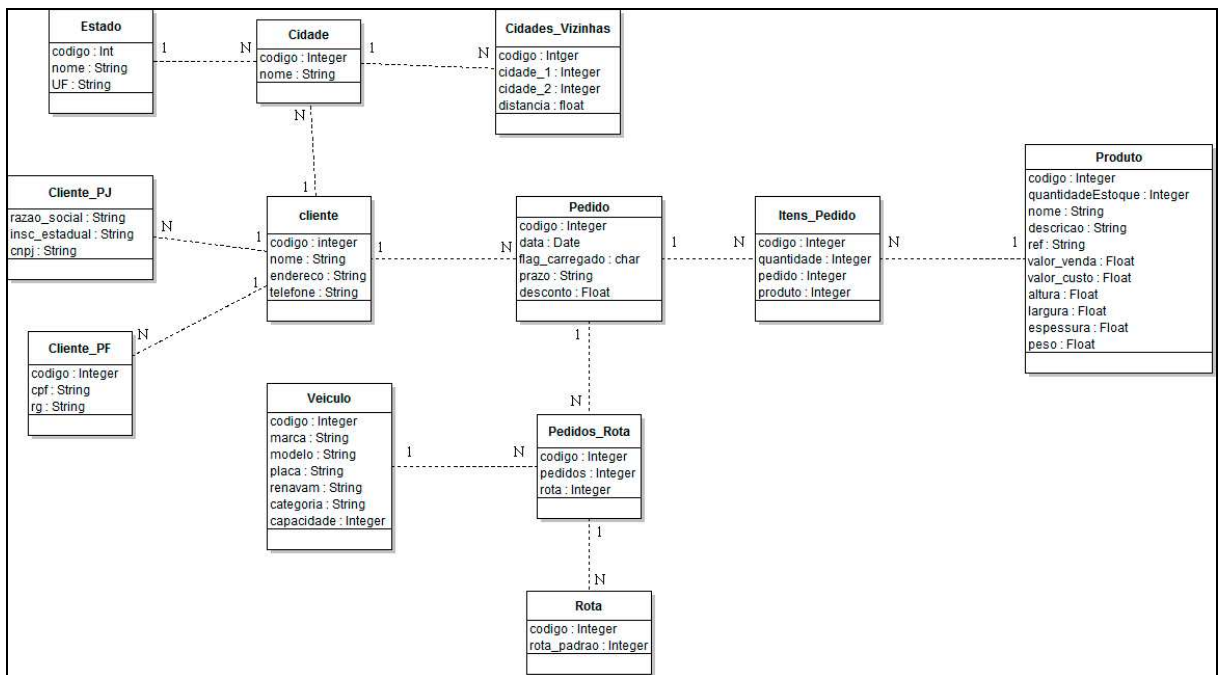 Estado
codigo : Int
nome : String
UF : String
1
N
Cidade
codigo : Integer
nome : String
1
N
Cidades_Vizinhas
codigo : Intger
cidade_1 : Integer
cidade_2 : Integer
distancia : float
N
1
Cliente_PJ
razao_social : String
insc_estadual : String
cnpj : String
N
1
cliente
codigo : integer
nome : String
endereco : String
telefone : String
1
N
Pedido
codigo : Integer
data : Date
flag_carregado : char
prazo : String
desconto : Float
1
N
Itens_Pedido
codigo : Integer
quantidade : Integer
pedido : Integer
produto : Integer
N
1
Produto
codigo : Integer
quantidadeEstoque : Integer
nome : String
descricao : String
ref : String
valor_venda : Float
valor_custo : Float
altura : Float
largura : Float
espessura : Float
peso : Float
1
N
Cliente_PF
codigo : Integer
cpf : String
rg : String
Veiculo
codigo : Integer
marca : String
modelo : String
placa : String
renavam : String
categoria : String
capacidade : Integer
1
N
1
N
Pedidos_Rota
codigo : Integer
pedidos : Integer
rota : Integer
1
N
Rota
codigo : Integer
rota_padrao : Integer